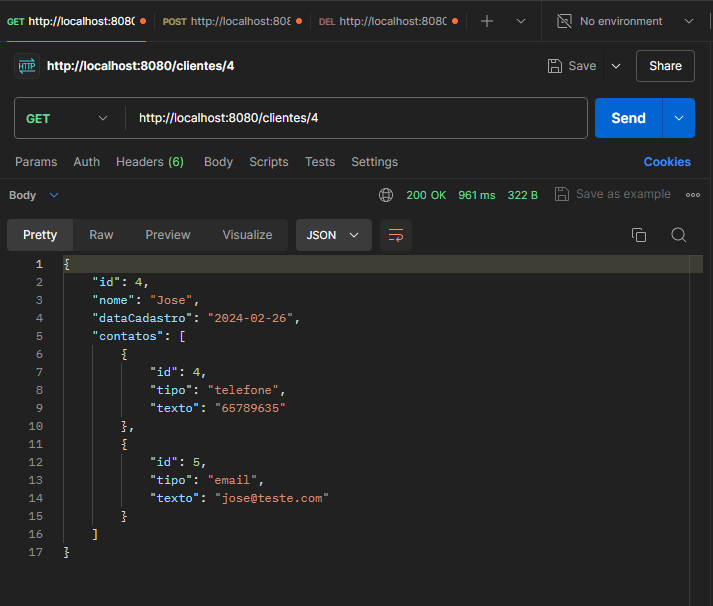 GET http://localhost:8080 POST http://localhost:808 DEL http://localhost:8080 No environment
HTTP http://localhost:8080/clientes/4 Save Share
GET http://localhost:8080/clientes/4 Send
Params Auth Headers (6) Body Scripts Tests Settings Cookies
Body 200 OK 961 ms 322 B Save as example
Pretty Raw Preview Visualize JSON
1 {
2 "id": 4,
3 "nome": "Jose",
4 "dataCadastro": "2024-02-26",
5 "contatos": [
6 {
7 "id": 4,
8 "tipo": "telefone",
9 "texto": "65789635"
10 },
11 {
12 "id": 5,
13 "tipo": "email",
14 "texto": "jose@teste.com"
15 }
16 ]
17 }